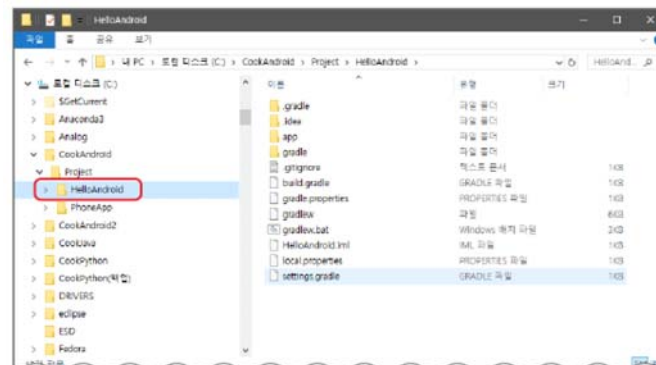 HelloAndroid
파일 홈 공유 보기
내 PC > 로컬 디스크 (C:) > CookAndroid > Project > HelloAndroid >
HelloAnd...
로컬 디스크 (C:)
$GetCurrent
Anaconda3
Analog
CookAndroid
Project
HelloAndroid
PhoneApp
CookAndroid2
CookJava
CookPython
CookPython(백업)
DRIVERS
eclipse
ESD
Fedora
이름 유형 크기
.gradle 파일 폴더
.idea 파일 폴더
app 파일 폴더
gradle 파일 폴더
.gitignore 텍스트 문서 1KB
build.gradle GRADLE 파일 1KB
gradle.properties PROPERTIES 파일 1KB
gradlew 파일 6KB
gradlew.bat Windows 배치 파일 3KB
HelloAndroid.iml IML 파일 1KB
local.properties PROPERTIES 파일 1KB
settings.gradle GRADLE 파일 1KB